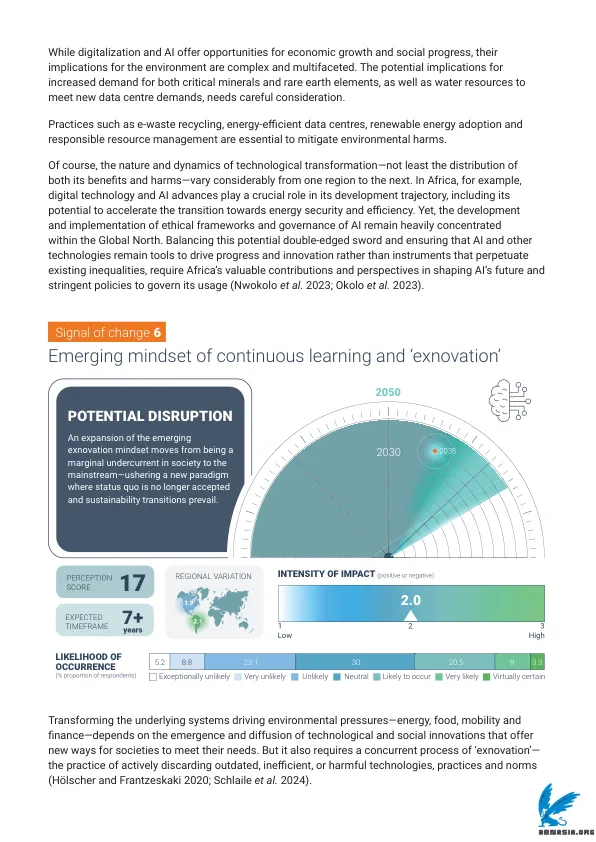 While digitalization and AI offer opportunities for economic growth and social progress, their
implications for the environment are complex and multifaceted. The potential implications for
increased demand for both critical minerals and rare earth elements, as well as water resources to
meet new data centre demands, needs careful consideration.
Practices such as e-waste recycling, energy-efficient data centres, renewable energy adoption and
responsible resource management are essential to mitigate environmental harms.
Of course, the nature and dynamics of technological transformation—not least the distribution of
both its benefits and harms—vary considerably from one region to the next. In Africa, for example,
digital technology and AI advances play a crucial role in its development trajectory, including its
potential to accelerate the transition towards energy security and efficiency. Yet, the development
and implementation of ethical frameworks and governance of AI remain heavily concentrated
within the Global North. Balancing this potential double-edged sword and ensuring that AI and other
technologies remain tools to drive progress and innovation rather than instruments that perpetuate
existing inequalities, require Africa's valuable contributions and perspectives in shaping AI's future and
stringent policies to govern its usage (Nwokolo et al. 2023; Okolo et al. 2023).
Signal of change 6
Emerging mindset of continuous learning and 'exnovation'
POTENTIAL DISRUPTION
An expansion of the emerging
exnovation mindset moves from being a
marginal undercurrent in society to the
mainstream—ushering a new paradigm
where status quo is no longer accepted
and sustainability transitions prevail.
2050
2030
2035
PERCEPTION
SCORE
17
EXPECTED
TIMEFRAME
7+
years
REGIONAL VARIATION
1.9
2.1
INTENSITY OF IMPACT (positive or negative)
2.0
1 2 3
Low High
LIKELIHOOD OF
OCCURRENCE
(% proportion of respondents)
5.2 8.8 23.1 30 20.5 9 3.3
Exceptionally unlikely Very unlikely Unlikely Neutral Likely to occur Very likely Virtually certain
Transforming the underlying systems driving environmental pressures—energy, food, mobility and
finance—depends on the emergence and diffusion of technological and social innovations that offer
new ways for societies to meet their needs. But it also requires a concurrent process of 'exnovation'—
the practice of actively discarding outdated, inefficient, or harmful technologies, practices and norms
(Hölscher and Frantzeskaki 2020; Schlaile et al. 2024).
ABNASIA.ORG